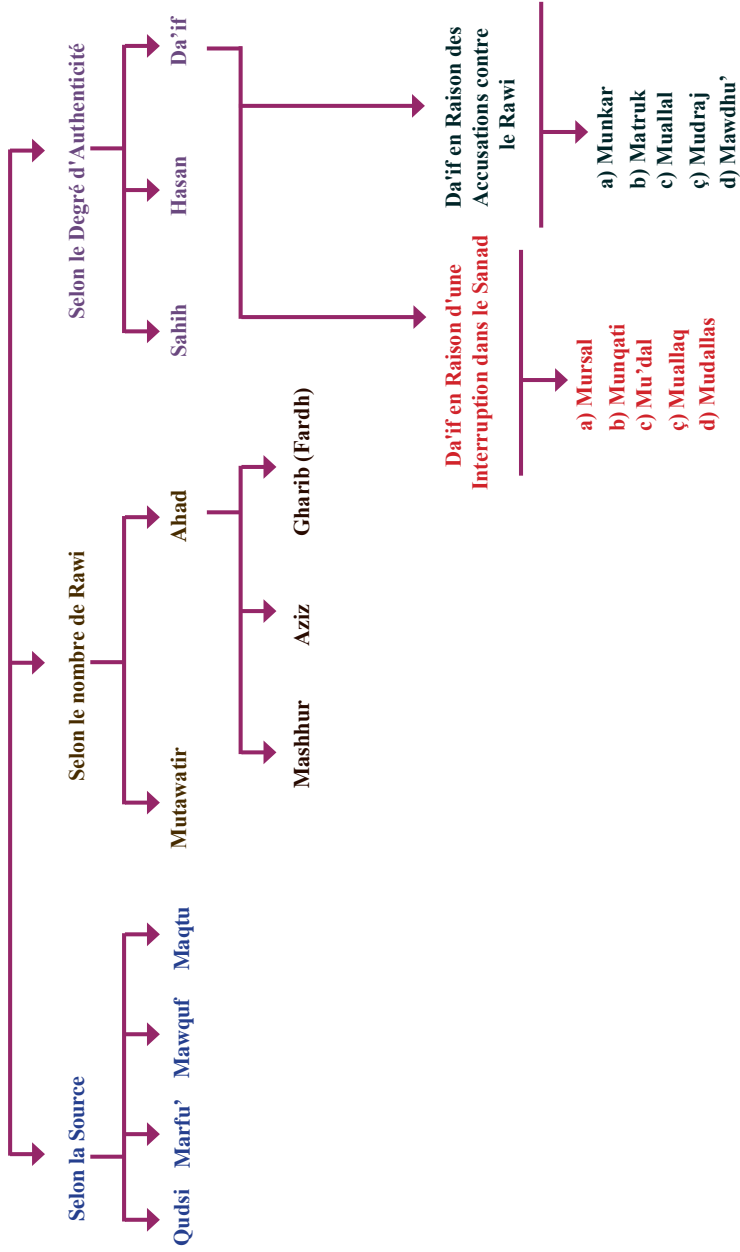 Selon la Source
Qudsi
Marfu’
Mawquf
Maqtu
Selon le nombre de Rawi
Mutawatir
Ahad
Mashhur
Aziz
Gharib (Fardh)
Selon le Degré d'Authenticité
Sahih
Hasan
Da’if
Da'if en Raison d'une
Interruption dans le Sanad
a) Mursal
b) Munqati
c) Mu’dal
ç) Muallaq
d) Mudallas
Da'if en Raison des
Accusations contre
le Rawi
a) Munkar
b) Matruk
c) Muallal
ç) Mudraj
d) Mawdhu’